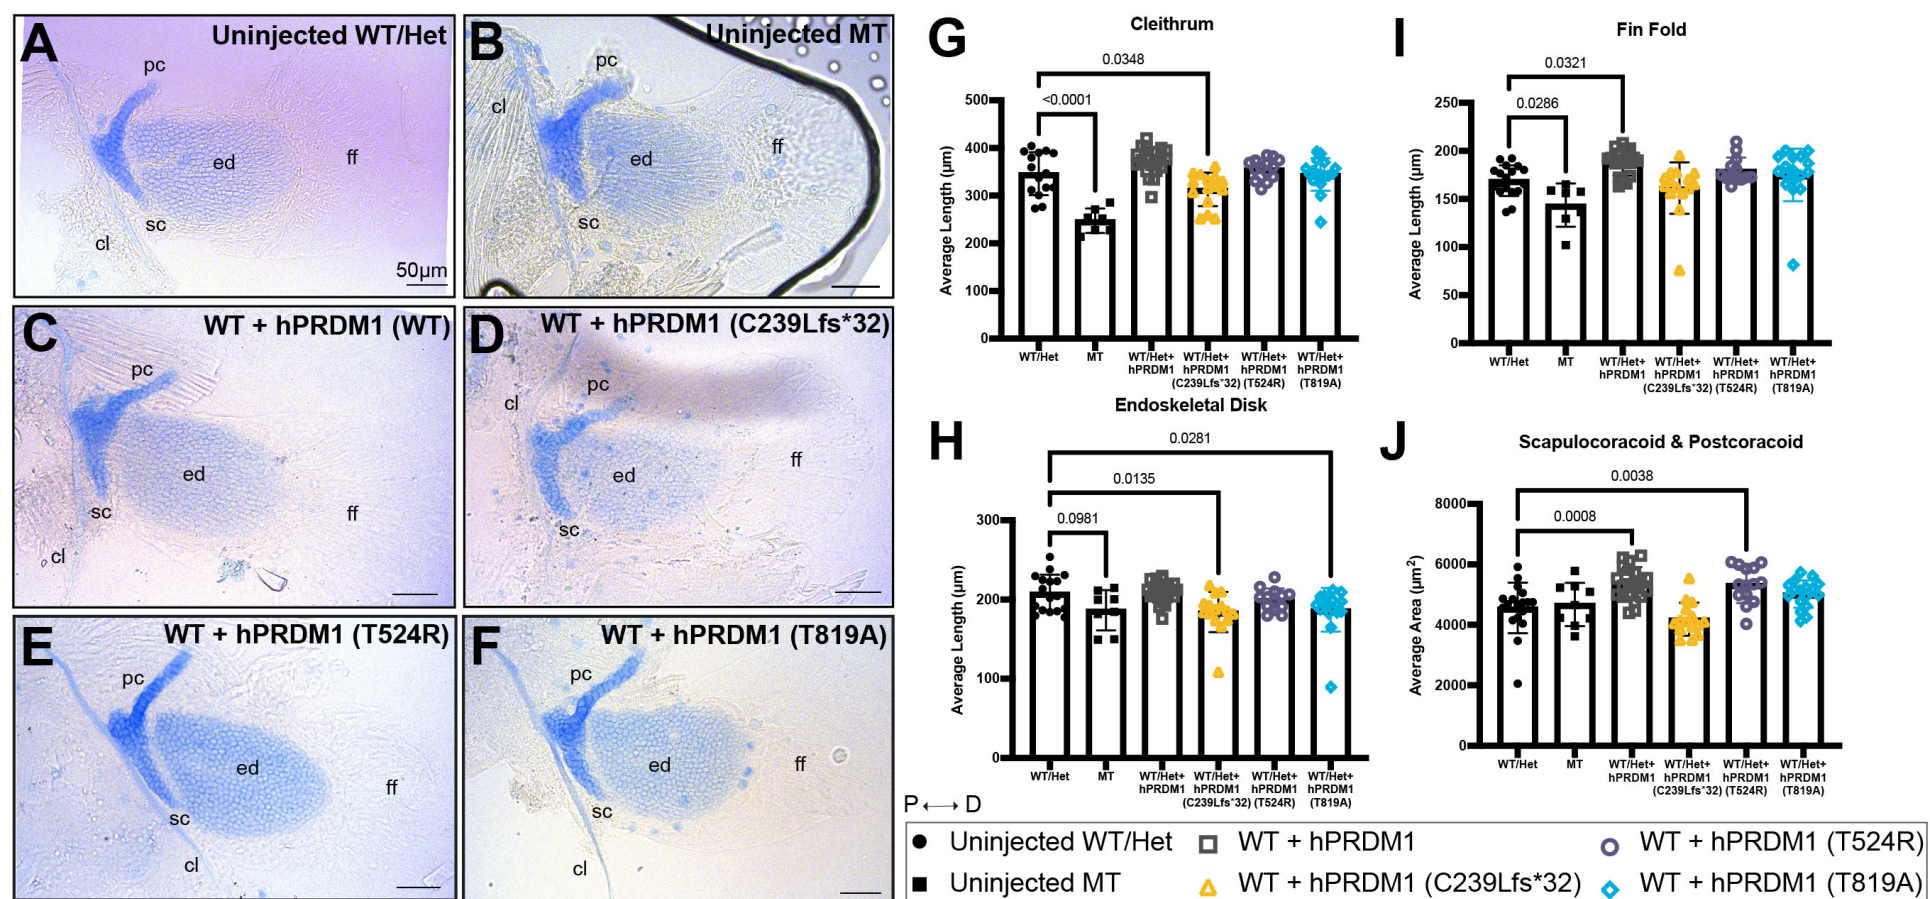 A
Uninjected WT/Het
pc
ed
ff
sc
cl
50µm
B
Uninjected MT
pc
cl
ed
ff
sc
C
WT + hPRDM1 (WT)
pc
ed
sc
ff
cl
D
WT + hPRDM1 (C239Lfs*32)
pc
cl
ff
ed
sc
E
WT + hPRDM1 (T524R)
pc
ed
ff
sc
cl
F
WT + hPRDM1 (T819A)
pc
ed
ff
sc
cl
G
Cleithrum
0.0348
<0.0001
Average Length (µm)
500
400
300
200
100
0
WT/Het
MT
WT/Het+ hPRDM1
WT/Het+ hPRDM1 (C239Lfs*32)
WT/Het+ hPRDM1 (T524R)
WT/Het+ hPRDM1 (T819A)
H
Endoskeletal Disk
0.0281
0.0135
0.0981
Average Length (µm)
300
200
100
0
WT/Het
MT
WT/Het+ hPRDM1
WT/Het+ hPRDM1 (C239Lfs*32)
WT/Het+ hPRDM1 (T524R)
WT/Het+ hPRDM1 (T819A)
I
Fin Fold
0.0321
0.0286
Average Length (µm)
250
200
150
100
50
0
WT/Het
MT
WT/Het+ hPRDM1
WT/Het+ hPRDM1 (C239Lfs*32)
WT/Het+ hPRDM1 (T524R)
WT/Het+ hPRDM1 (T819A)
J
Scapulocoracoid & Postcoracoid
0.0038
0.0008
Average Area (µm²)
8000
6000
4000
2000
0
WT/Het
MT
WT/Het+ hPRDM1
WT/Het+ hPRDM1 (C239Lfs*32)
WT/Het+ hPRDM1 (T524R)
WT/Het+ hPRDM1 (T819A)
P ⟷ D
Uninjected WT/Het
WT + hPRDM1
WT + hPRDM1 (T524R)
Uninjected MT
WT + hPRDM1 (C239Lfs*32)
WT + hPRDM1 (T819A)